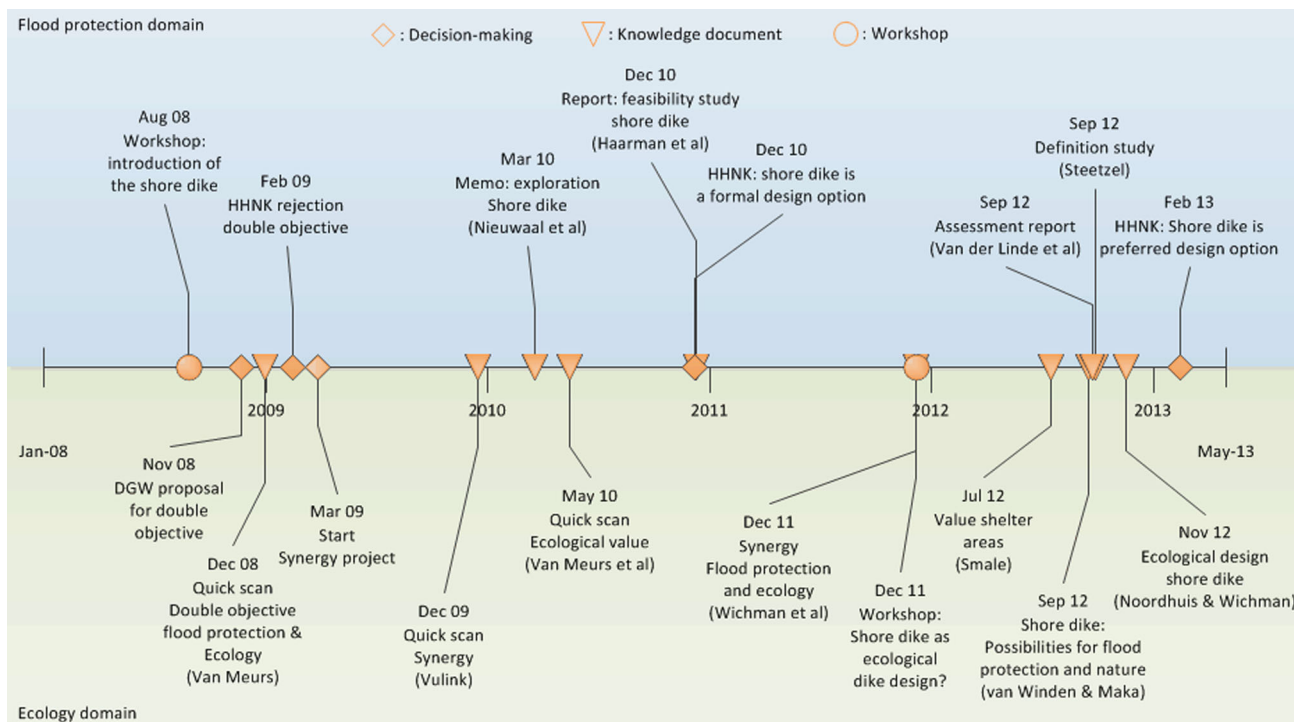 Flood protection domain
: Decision-making
: Knowledge document
: Workshop
Aug 08
Workshop:
introduction of
the shore dike
Feb 09
HHNK rejection
double objective
Mar 10
Memo: exploration
Shore dike
(Nieuwaal et al)
Dec 10
Report: feasibility study
shore dike
(Haarman et al)
Dec 10
HHNK: shore dike is
a formal design option
Sep 12
Assessment report
(Van der Linde et al)
Sep 12
Definition study
(Steetzel)
Feb 13
HHNK: Shore dike is
preferred design option
2009
2010
2011
2012
2013
Jan-08
May-13
Nov 08
DGW proposal
for double
objective
Dec 08
Quick scan
Double objective
flood protection &
Ecology
(Van Meurs)
Mar 09
Start
Synergy project
Dec 09
Quick scan
Synergy
(Vulink)
May 10
Quick scan
Ecological value
(Van Meurs et al)
Dec 11
Synergy
Flood protection
and ecology
(Wichman et al)
Dec 11
Workshop:
Shore dike as
ecological
dike design?
Jul 12
Value shelter
areas
(Smale)
Sep 12
Shore dike:
Possibilities for flood
protection and nature
(van Winden & Maka)
Nov 12
Ecological design
shore dike
(Noordhuis & Wichman)
Ecology domain